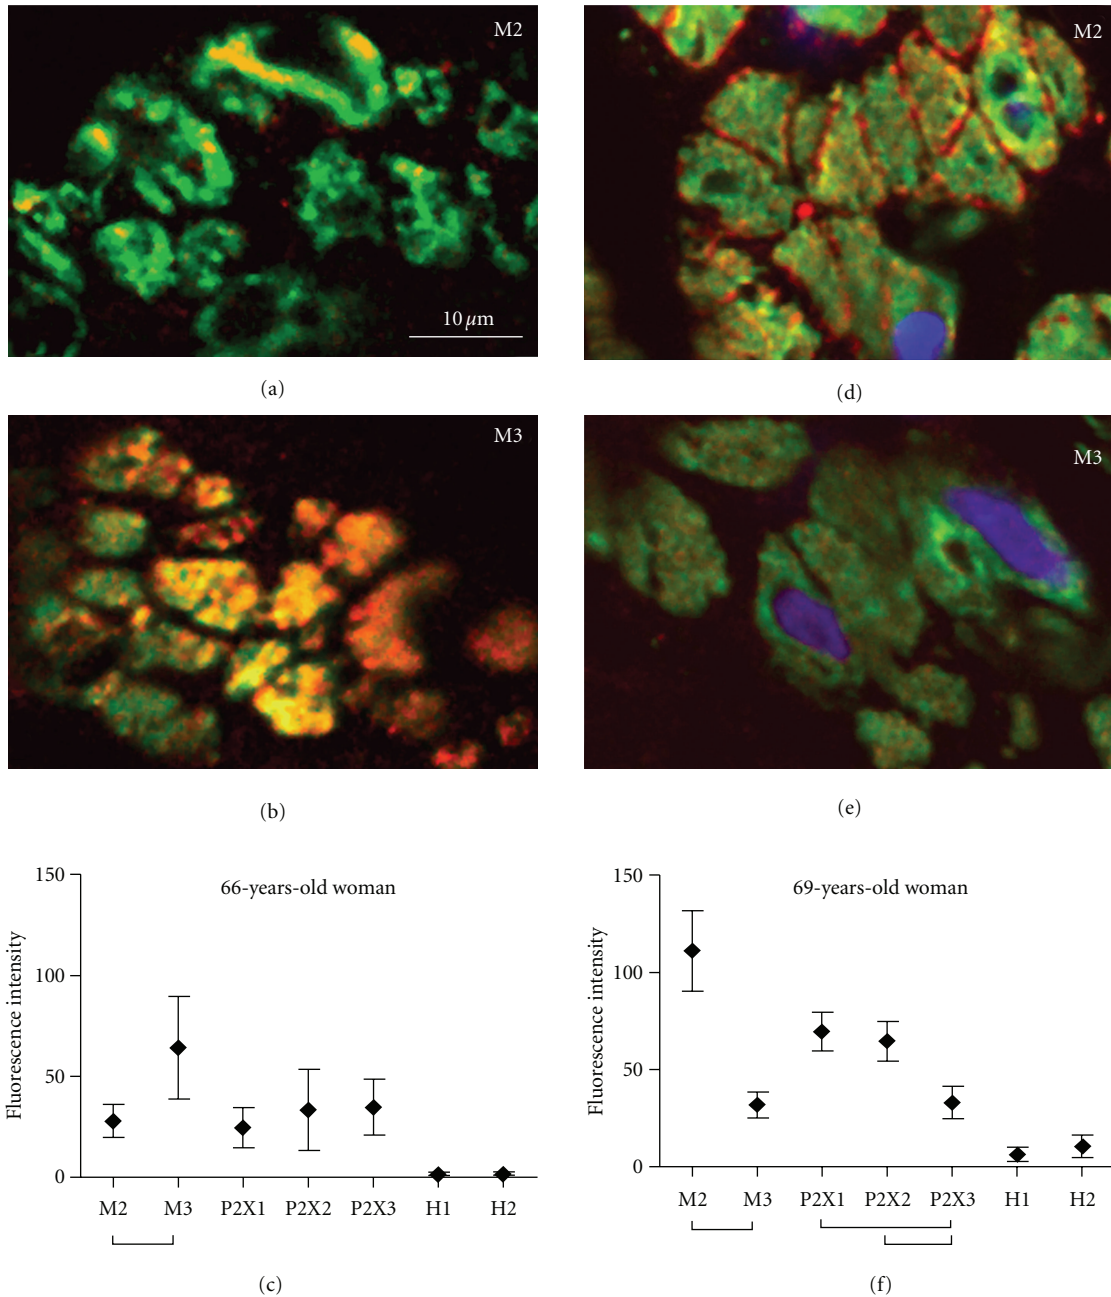 M2
10 μm
(a)
M2
(d)
M3
(b)
M3
(e)
66-years-old woman
Fluorescence intensity
150
100
50
0
M2 M3 P2X1 P2X2 P2X3 H1 H2
(c)
69-years-old woman
Fluorescence intensity
150
100
50
0
M2 M3 P2X1 P2X2 P2X3 H1 H2
(f)